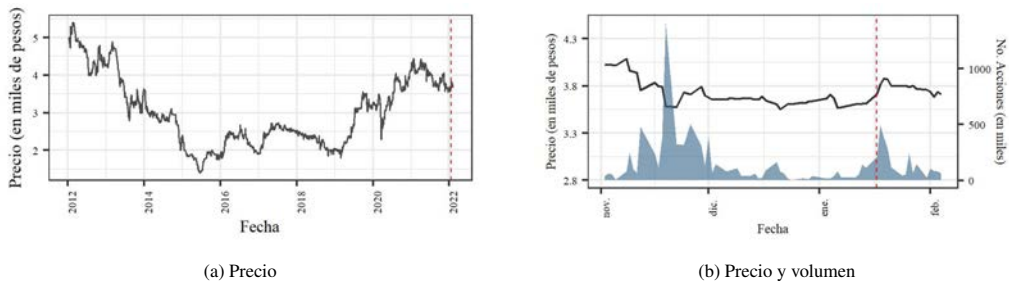 Precio (en miles de pesos)
5
4
3
2
2012
2014
2016
2018
2020
2022
Fecha
(a) Precio
Precio (en miles de pesos)
4.3
3.8
3.3
2.8
nov.
dic.
ene.
feb.
Fecha
1000
500
0
No. Acciones (en miles)
(b) Precio y volumen